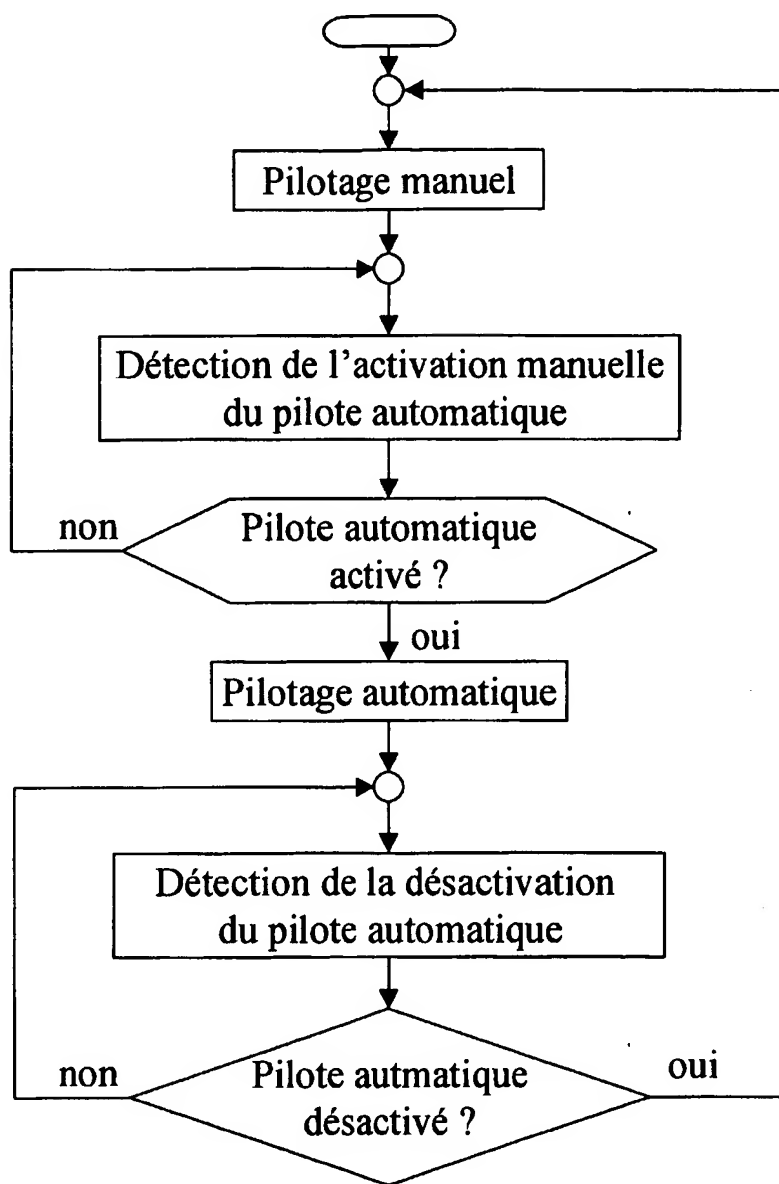 Pilotage manuel
Détection de l'activation manuelle
du pilote automatique
non
Pilote automatique
activé ?
oui
Pilotage automatique
Détection de la désactivation
du pilote automatique
non
Pilote autmatique
désactivé ?
oui